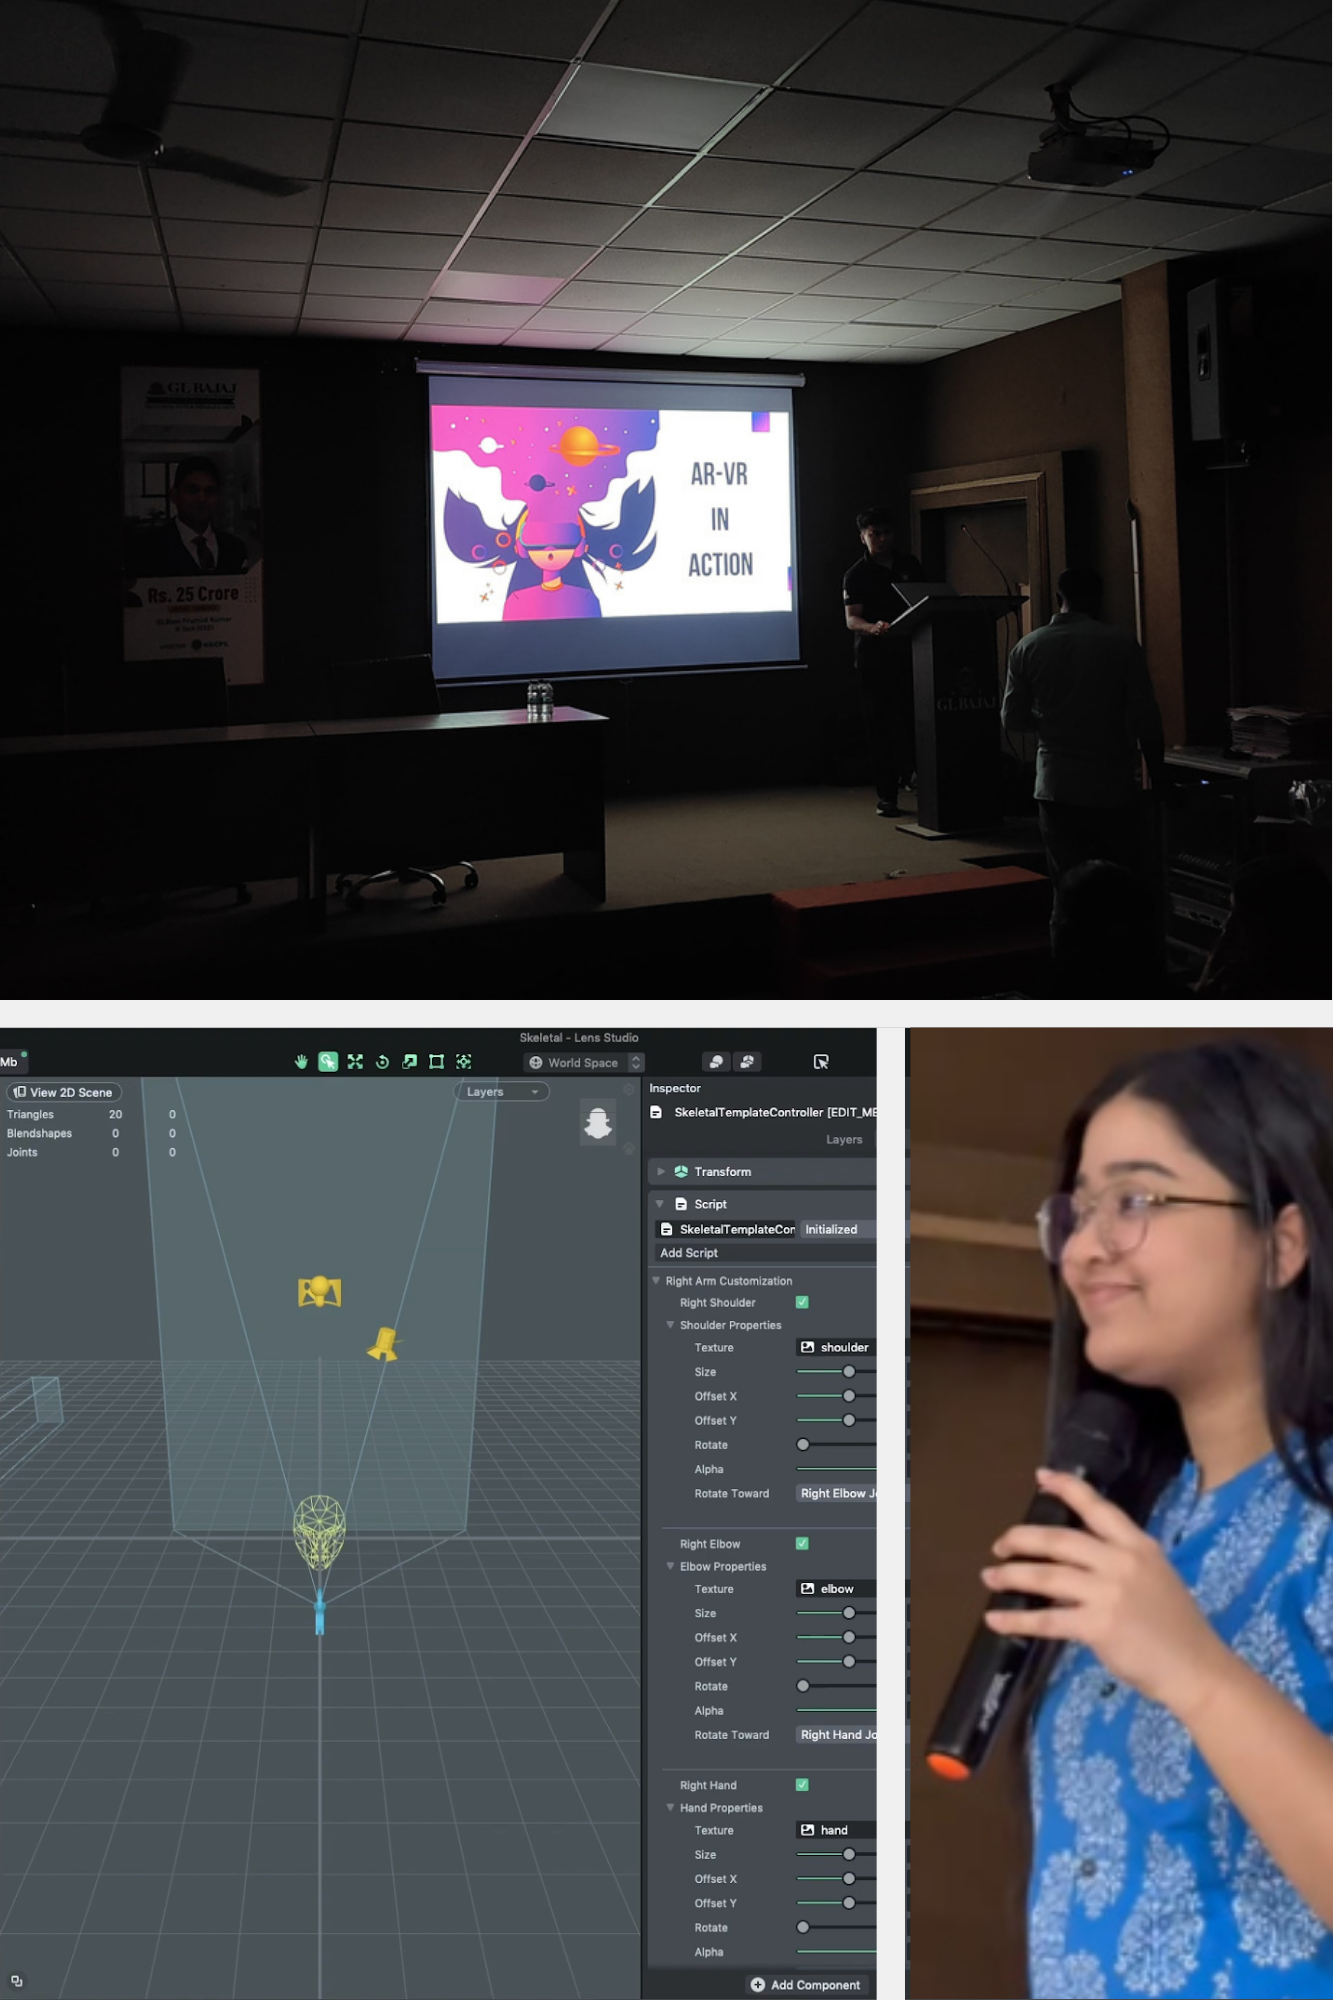 GL BAJAJ
Rs. 25 Crore
AR-VR
IN
ACTION
GL BAJAJ
Skeletal - Lens Studio
Mb
World Space
View 2D Scene
Layers
Triangles 20 0
Blendshapes 0 0
Joints 0 0
Inspector
SkeletalTemplateController [EDIT_ME
Layers
Transform
Script
SkeletalTemplateCon Initialized
Add Script
Right Arm Customization
Right Shoulder
Shoulder Properties
Texture shoulder
Size
Offset X
Offset Y
Rotate
Alpha
Rotate Toward Right Elbow Jo
Right Elbow
Elbow Properties
Texture elbow
Size
Offset X
Offset Y
Rotate
Alpha
Rotate Toward Right Hand Jo
Right Hand
Hand Properties
Texture hand
Size
Offset X
Offset Y
Rotate
Alpha
Add Component